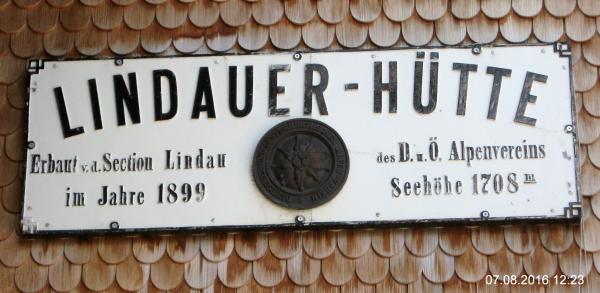 LINDAUER-HÜTTE
Erbaut v. d. Section Lindau
im Jahre 1899
des D. u. Ö. Alpenvereins
Seehöhe 1708 m
07.08.2016 12:23